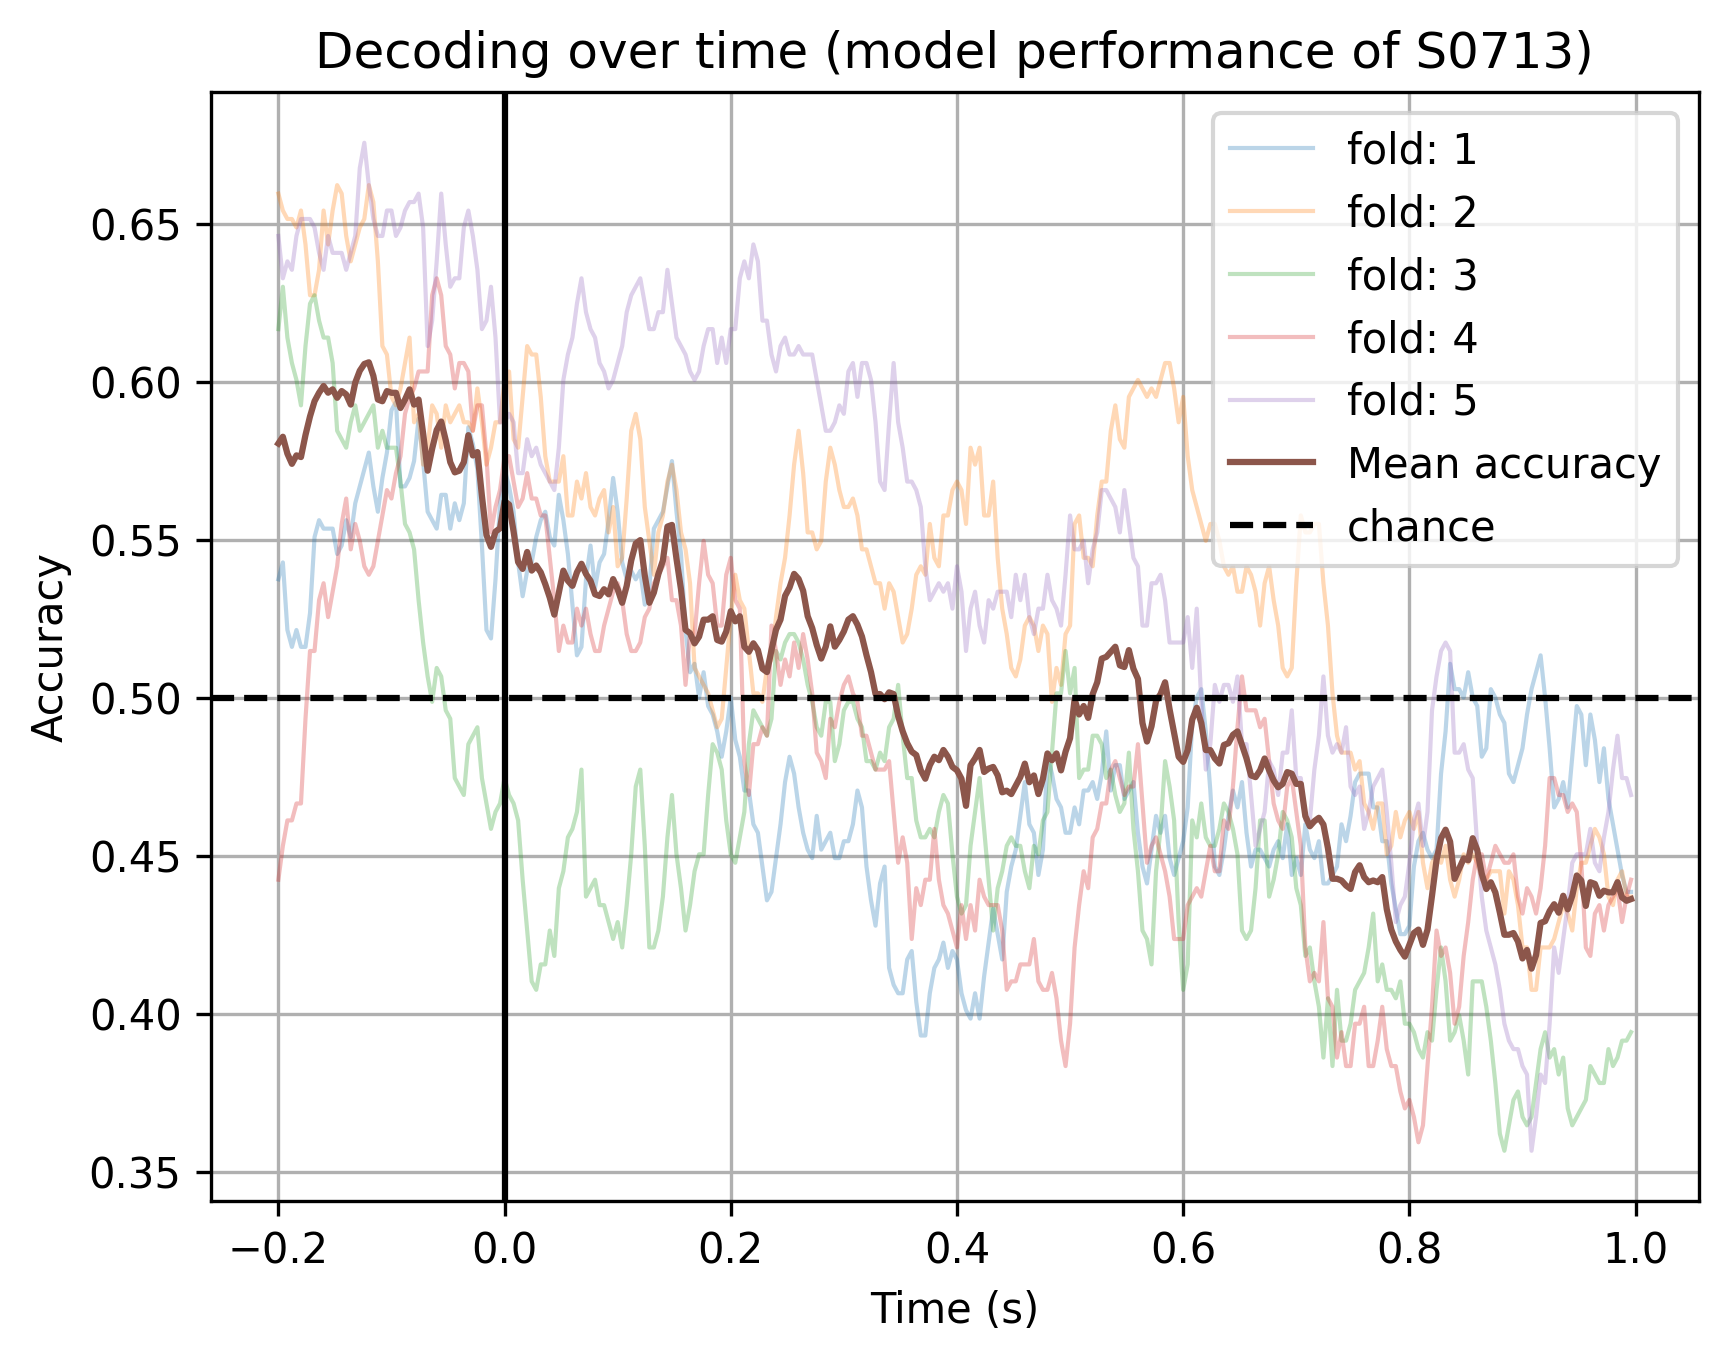 Decoding over time (model performance of S0713)
fold: 1
fold: 2
fold: 3
fold: 4
fold: 5
Mean accuracy
chance
Accuracy
0.65
0.60
0.55
0.50
0.45
0.40
0.35
−0.2 0.0 0.2 0.4 0.6 0.8 1.0
Time (s)